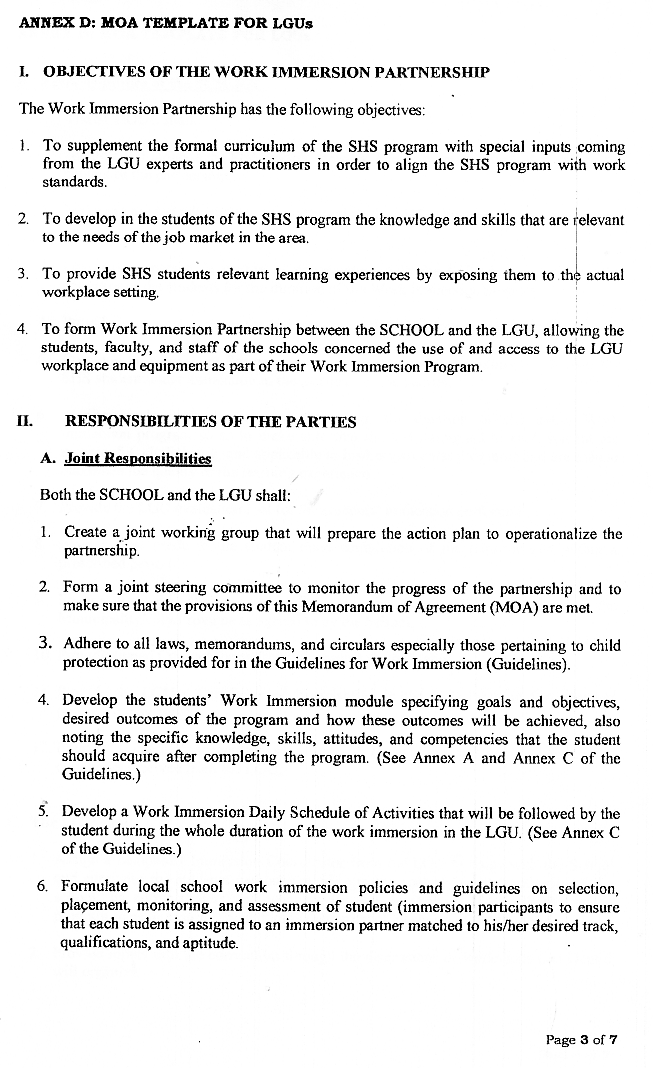 ANNEX D: MOA TEMPLATE FOR LGUs
I. OBJECTIVES OF THE WORK IMMERSION PARTNERSHIP
The Work Immersion Partnership has the following objectives:
1. To supplement the formal curriculum of the SHS program with special inputs coming
from the LGU experts and practitioners in order to align the SHS program with work
standards.
2. To develop in the students of the SHS program the knowledge and skills that are relevant
to the needs of the job market in the area.
3. To provide SHS students relevant learning experiences by exposing them to the actual
workplace setting.
4. To form Work Immersion Partnership between the SCHOOL and the LGU, allowing the
students, faculty, and staff of the schools concerned the use of and access to the LGU
workplace and equipment as part of their Work Immersion Program.
II. RESPONSIBILITIES OF THE PARTIES
A. Joint Responsibilities
Both the SCHOOL and the LGU shall:
1. Create a joint working group that will prepare the action plan to operationalize the
partnership.
2. Form a joint steering committee to monitor the progress of the partnership and to
make sure that the provisions of this Memorandum of Agreement (MOA) are met.
3. Adhere to all laws, memorandums, and circulars especially those pertaining to child
protection as provided for in the Guidelines for Work Immersion (Guidelines).
4. Develop the students' Work Immersion module specifying goals and objectives,
desired outcomes of the program and how these outcomes will be achieved, also
noting the specific knowledge, skills, attitudes, and competencies that the student
should acquire after completing the program. (See Annex A and Annex C of the
Guidelines.)
5. Develop a Work Immersion Daily Schedule of Activities that will be followed by the
student during the whole duration of the work immersion in the LGU. (See Annex C
of the Guidelines.)
6. Formulate local school work immersion policies and guidelines on selection,
placement, monitoring, and assessment of student (immersion participants to ensure
that each student is assigned to an immersion partner matched to his/her desired track,
qualifications, and aptitude.
Page 3 of 7